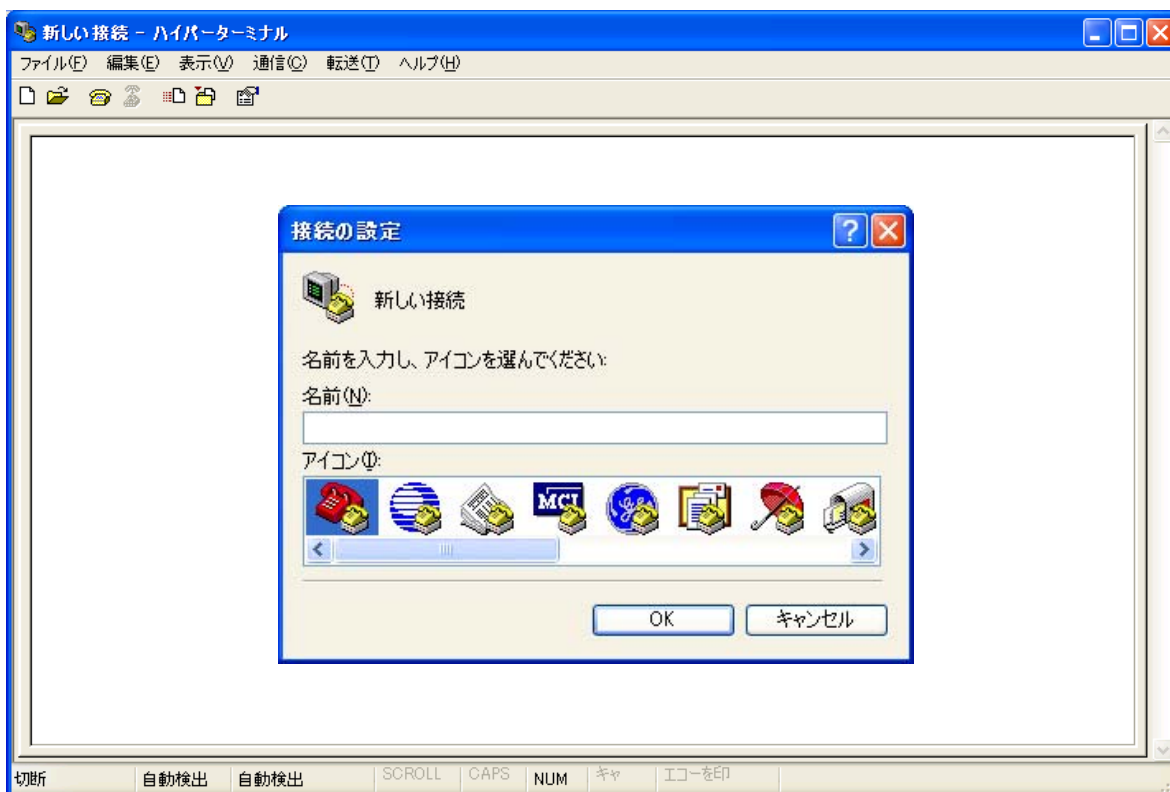 新しい接続 - ハイパーターミナル
ファイル(F) 編集(E) 表示(V) 通信(C) 転送(T) ヘルプ(H)
接続の設定
新しい接続
名前を入力し、アイコンを選んでください:
名前(N):
アイコン(I):
MCI
OK キャンセル
切断 自動検出 自動検出 SCROLL CAPS NUM キャ エコーを印